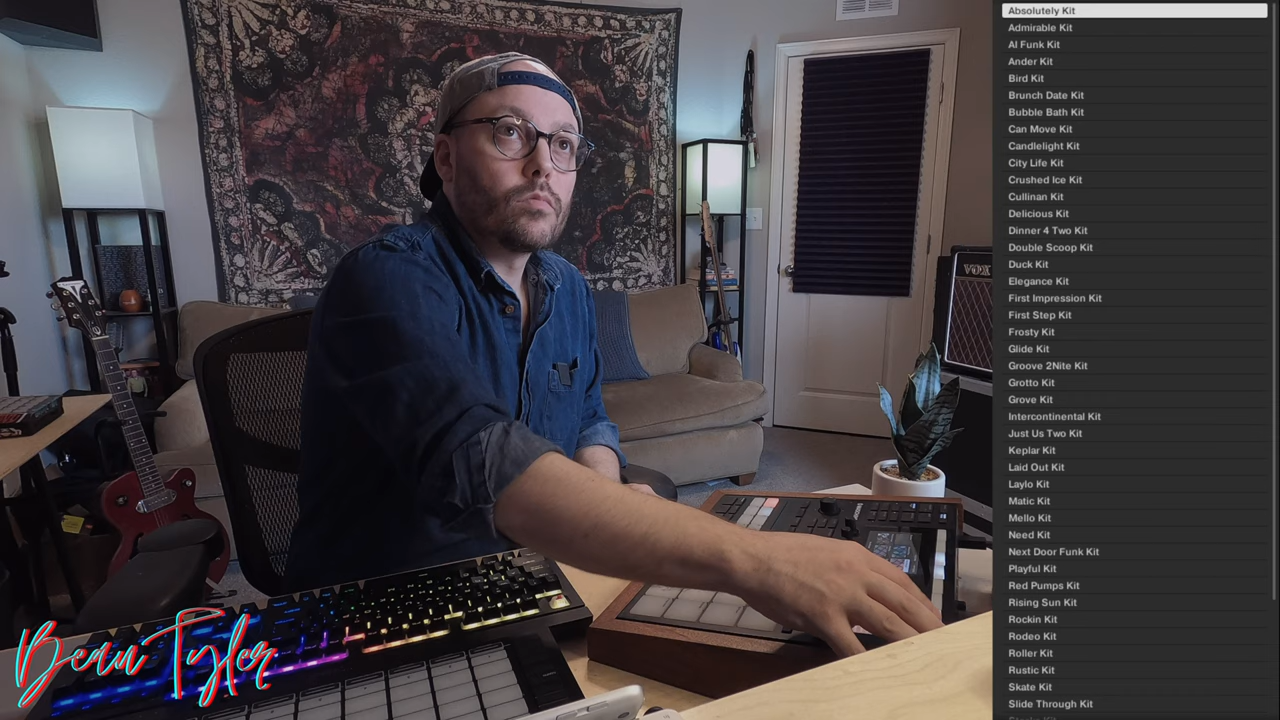 Absolutely Kit
Admirable Kit
Al Funk Kit
Ander Kit
Bird Kit
Brunch Date Kit
Bubble Bath Kit
Can Move Kit
Candlelight Kit
City Life Kit
Crushed Ice Kit
Cullinan Kit
Delicious Kit
Dinner 4 Two Kit
Double Scoop Kit
Duck Kit
Elegance Kit
First Impression Kit
First Step Kit
Frosty Kit
Glide Kit
Groove 2Nite Kit
Grotto Kit
Grove Kit
Intercontinental Kit
Just Us Two Kit
Keplar Kit
Laid Out Kit
Laylo Kit
Matic Kit
Mello Kit
Need Kit
Next Door Funk Kit
Playful Kit
Red Pumps Kit
Rising Sun Kit
Rockin Kit
Rodeo Kit
Roller Kit
Rustic Kit
Skate Kit
Slide Through Kit
VOX
Beau Tyler